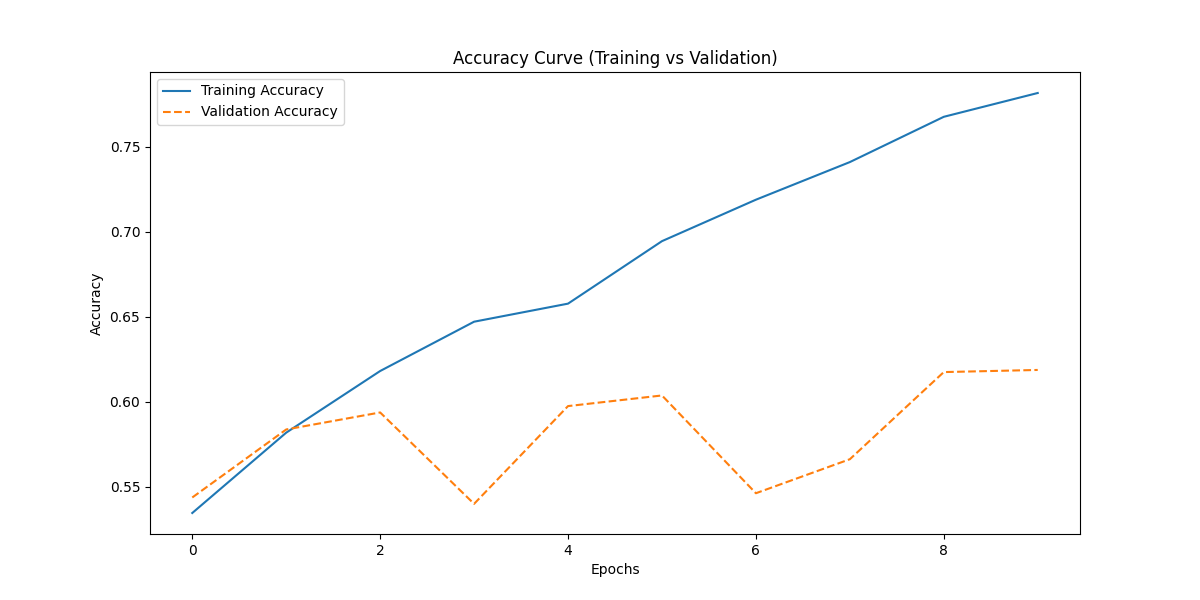 Accuracy Curve (Training vs Validation)
Training Accuracy
Validation Accuracy
0.75
0.70
0.65
0.60
0.55
Accuracy
0 2 4 6 8
Epochs